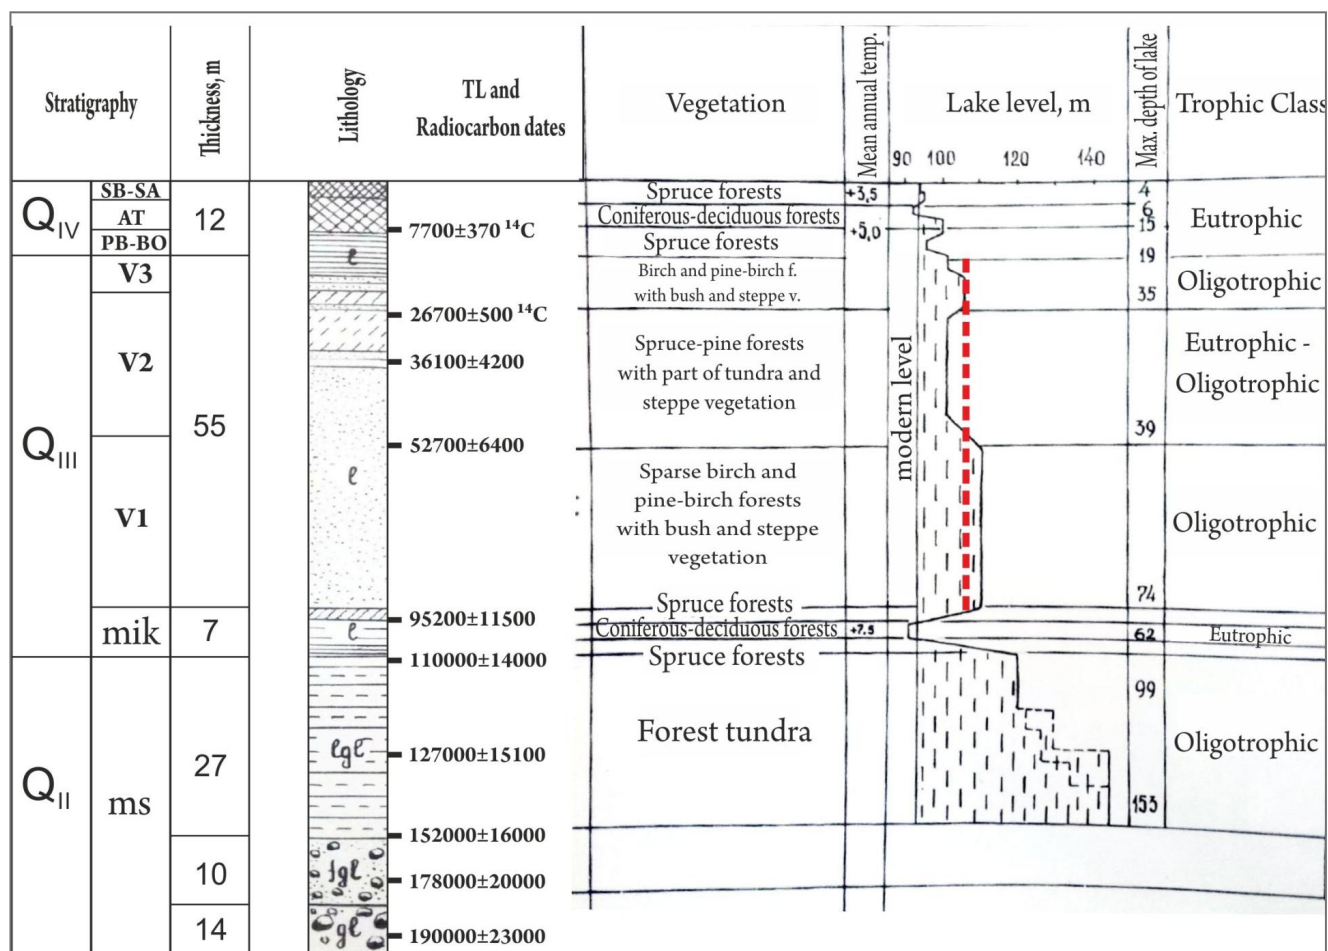 Stratigraphy
Thickness, m
Lithology
TL and
Radiocarbon dates
Vegetation
Mean annual temp.
Lake level, m
90 100 120 140
Max. depth of lake
Trophic Class
Q IV
SB-SA
AT
PB-BO
12
7700±370 ¹⁴C
Spruce forests
+3,5
4
Coniferous-deciduous forests
6
+5,0
15
Spruce forests
Eutrophic
Q III
V3
V2
V1
mik
55
7
l
l
l
26700±500 ¹⁴C
36100±4200
52700±6400
95200±11500
110000±14000
Birch and pine-birch f.
with bush and steppe v.
19
35
Oligotrophic
Spruce-pine forests
with part of tundra and
steppe vegetation
modern level
39
Eutrophic -
Oligotrophic
Sparse birch and
pine-birch forests
with bush and steppe
vegetation
74
Oligotrophic
Spruce forests
Coniferous-deciduous forests
+7.5
62
Eutrophic
Spruce forests
Q II
ms
27
10
14
lgl
fgl
gl
127000±15100
152000±16000
178000±20000
190000±23000
Forest tundra
99
153
Oligotrophic